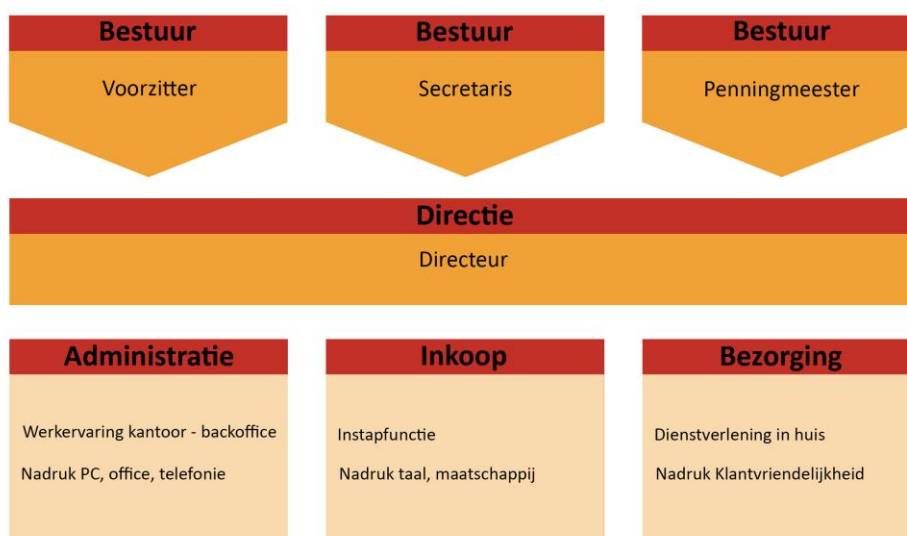 Bestuur
Voorzitter
Bestuur
Secretaris
Bestuur
Penningmeester
Directie
Directeur
Administratie
Werkervaring kantoor - backoffice
Nadruk PC, office, telefonie
Inkoop
Instapfunctie
Nadruk taal, maatschappij
Bezorging
Dienstverlening in huis
Nadruk Klantvriendelijkheid